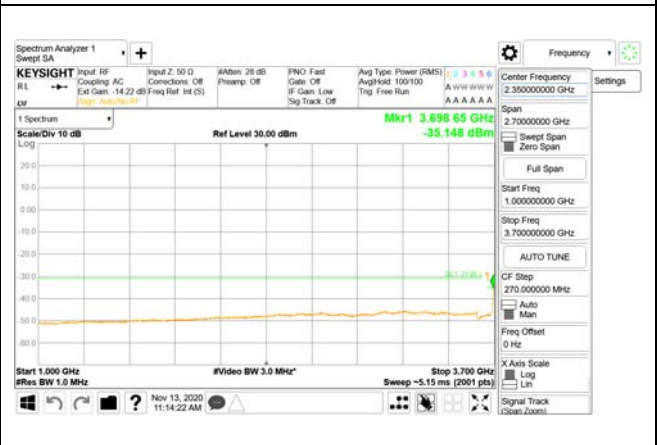 Spectrum Analyzer 1
Swept SA
+
Frequency
KEYSIGHT
RL
Input: RF
Coupling: AC
Ext Gain: -14.22 dB
Align: Auto/No RF
Input Z: 50 Ω
Corrections: Off
Freq Ref: Int (S)
#Atten: 28 dB
Preamp: Off
PNO: Fast
Gate: Off
IF Gain: Low
Sig Track: Off
Avg Type: Power (RMS)
Avg|Hold: 100/100
Trig: Free Run
1 2 3 4 5 6
A W W W W W
A A A A A A
Center Frequency
2.350000000 GHz
Settings
Span
2.70000000 GHz
Swept Span
Zero Span
Full Span
Start Freq
1.000000000 GHz
Stop Freq
3.700000000 GHz
AUTO TUNE
CF Step
270.000000 MHz
Auto
Man
Freq Offset
0 Hz
X Axis Scale
Log
Lin
Signal Track
(Span Zoom)
1 Spectrum
Scale/Div 10 dB
Ref Level 30.00 dBm
Mkr1 3.698 65 GHz
-35.148 dBm
Log
20.0
10.0
0.00
-10.0
-20.0
-30.0
-40.0
-50.0
-60.0
1
Start 1.000 GHz
#Video BW 3.0 MHz*
Stop 3.700 GHz
#Res BW 1.0 MHz
Sweep ~5.15 ms (2001 pts)
?
Nov 13, 2020
11:14:22 AM